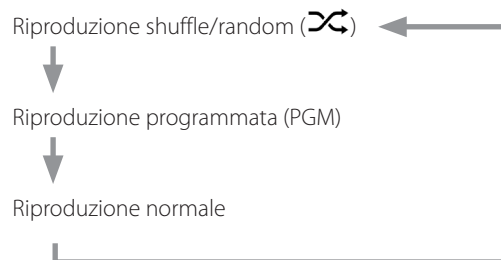 Riproduzione shuffle/random (🔀)
Riproduzione programmata (PGM)
Riproduzione normale